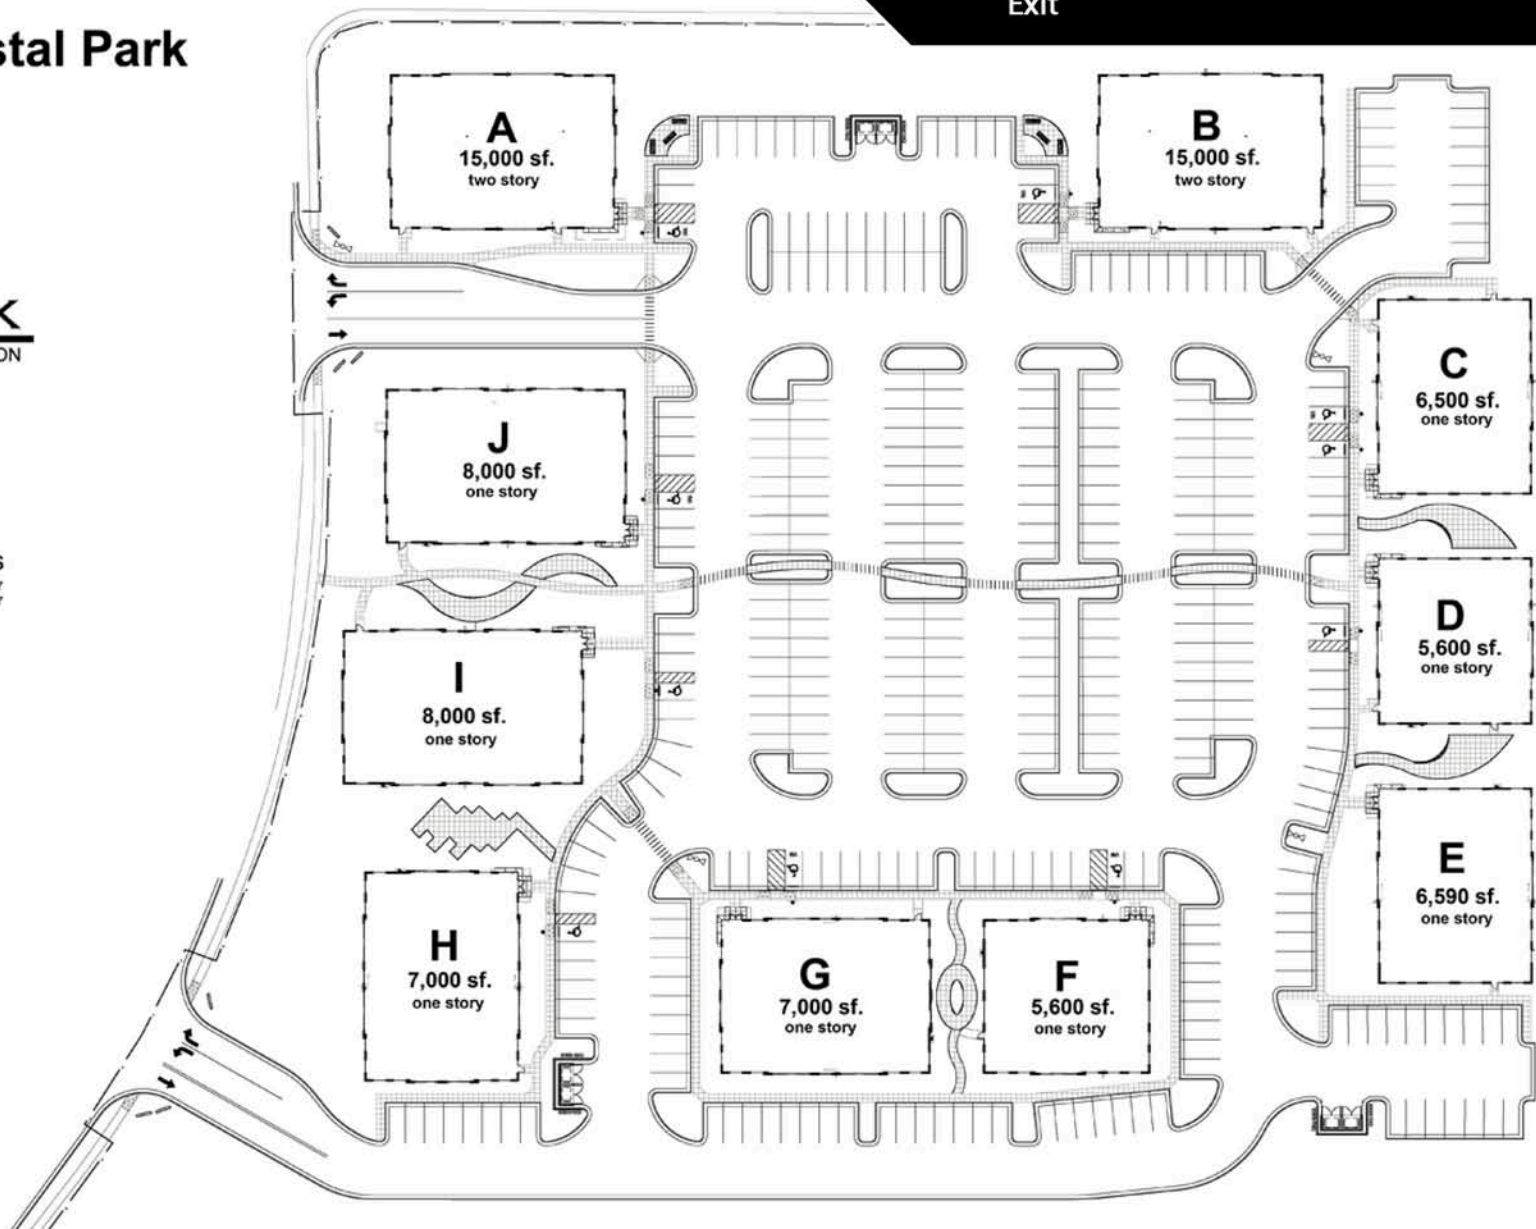 Exit
stal Park
A
15,000 sf.
two story
B
15,000 sf.
two story
K
ON
C
6,500 sf.
one story
J
8,000 sf.
one story
s
D
5,600 sf.
one story
I
8,000 sf.
one story
E
6,590 sf.
one story
H
7,000 sf.
one story
G
7,000 sf.
one story
F
5,600 sf.
one story